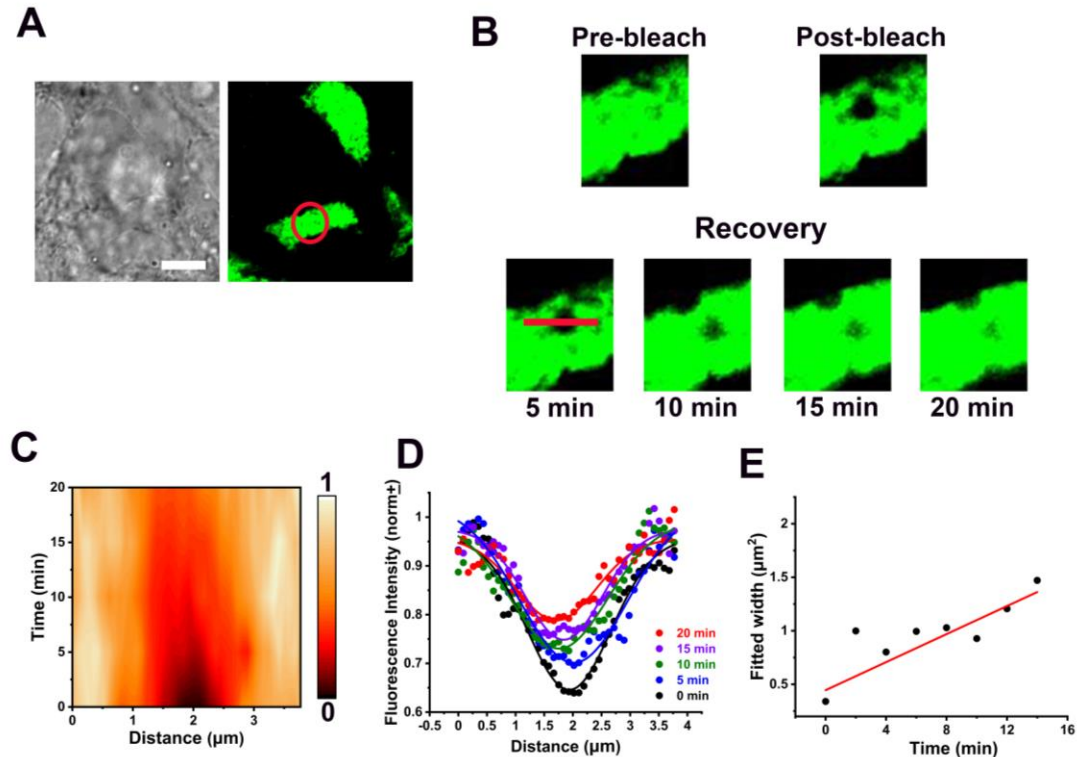 A
B
Pre-bleach
Post-bleach
Recovery
5 min
10 min
15 min
20 min
C
Time (min)
20
15
10
5
0
0
1
2
3
Distance (µm)
1
0
D
Fluorescence Intensity (norm±)
1
0.9
0.8
0.7
0.6
20 min
15 min
10 min
5 min
0 min
-0.5
0
0.5
1
1.5
2
2.5
3
3.5
4
Distance (µm)
E
Fitted width (µm²)
2
1.5
1
0.5
0
4
8
12
16
Time (min)